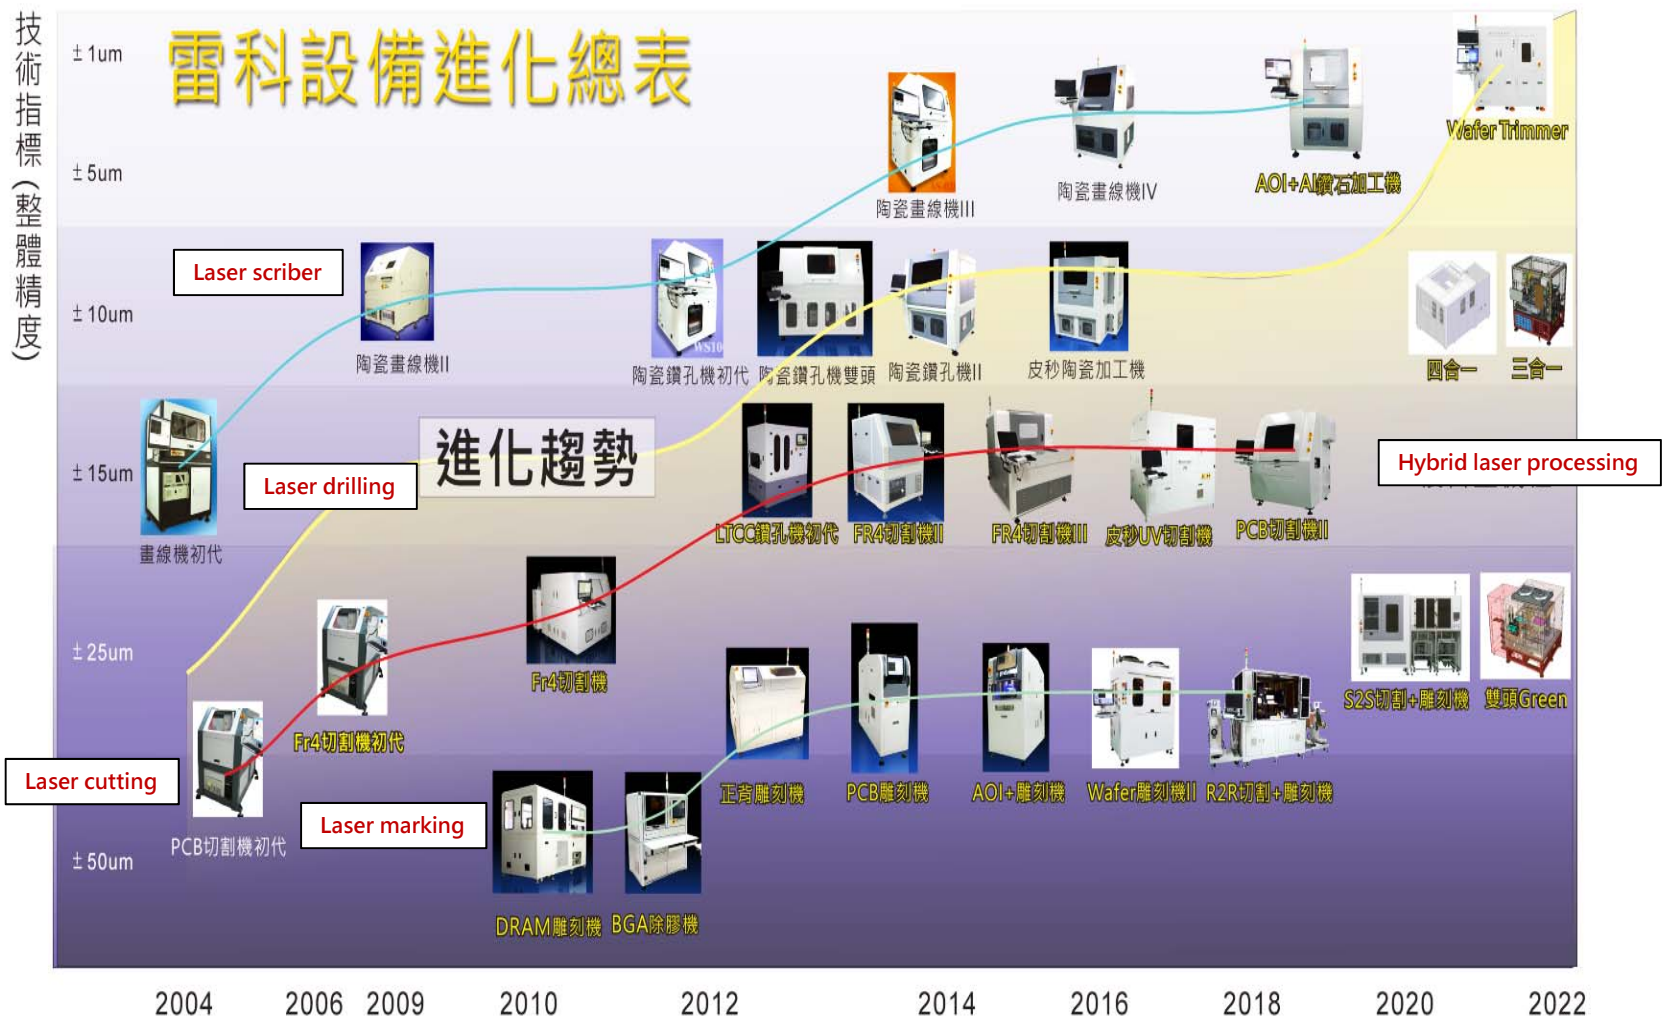 技術指標(整體精度)
雷科設備進化總表
±1um
±5um
±10um
±15um
±25um
±50um
Wafer Trimmer
陶瓷畫線機III
陶瓷畫線機IV
AOI+AI鑽石加工機
Laser scriber
陶瓷畫線機II
陶瓷鑽孔機初代
WS10
陶瓷鑽孔機雙頭
陶瓷鑽孔機II
皮秒陶瓷加工機
四合一
三合一
進化趨勢
Laser drilling
Hybrid laser processing
畫線機初代
LTCC鑽孔機初代
FR4切割機II
FR4切割機III
皮秒UV切割機
PCB切割機II
Fr4切割機初代
Fr4切割機
S2S切割+雕刻機
雙頭Green
Laser cutting
PCB切割機初代
Laser marking
正背雕刻機
PCB雕刻機
AOI+雕刻機
Wafer雕刻機II
R2R切割+雕刻機
DRAM雕刻機
BGA除膠機
2004
2006
2009
2010
2012
2014
2016
2018
2020
2022